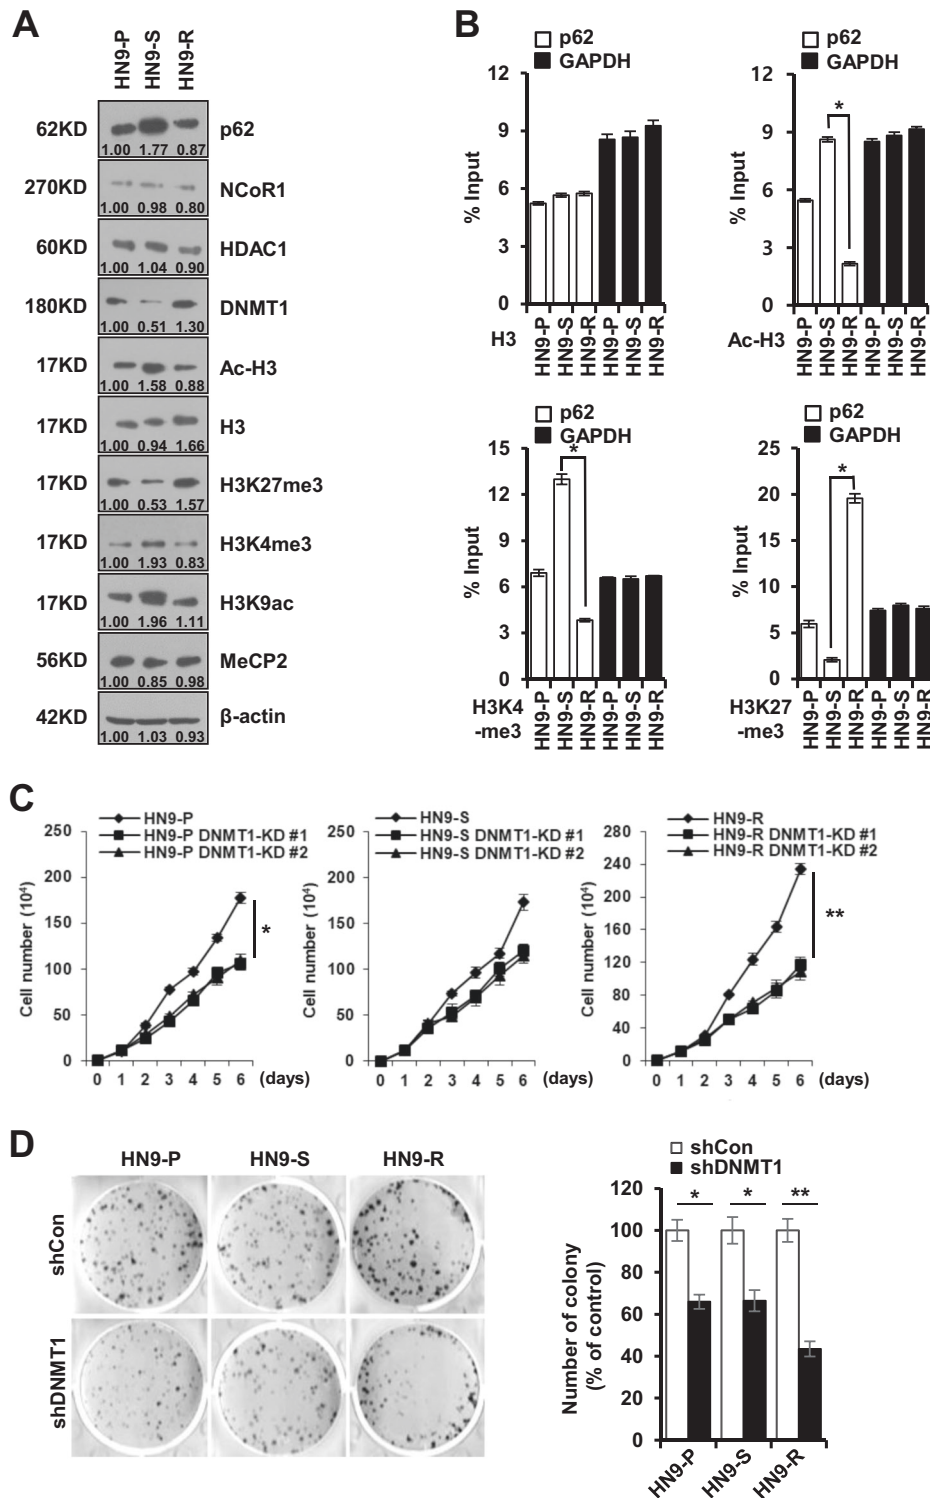 A
HN9-P HN9-S HN9-R
62KD p62
1.00 1.77 0.87
270KD NCoR1
1.00 0.98 0.80
60KD HDAC1
1.00 1.04 0.90
180KD DNMT1
1.00 0.51 1.30
17KD Ac-H3
1.00 1.58 0.88
17KD H3
1.00 0.94 1.66
17KD H3K27me3
1.00 0.53 1.57
17KD H3K4me3
1.00 1.93 0.83
17KD H3K9ac
1.00 1.96 1.11
56KD MeCP2
1.00 0.85 0.98
42KD β-actin
1.00 1.03 0.93
B
p62
GAPDH
% Input
12
9
6
3
0
H3
HN9-P HN9-S HN9-R HN9-P HN9-S HN9-R
p62
GAPDH
% Input
12
9
6
3
0
*
Ac-H3
HN9-P HN9-S HN9-R HN9-P HN9-S HN9-R
p62
GAPDH
% Input
15
12
9
6
3
0
*
H3K4
-me3
HN9-P HN9-S HN9-R HN9-P HN9-S HN9-R
p62
GAPDH
% Input
25
20
15
10
5
0
*
H3K27
-me3
HN9-P HN9-S HN9-R HN9-P HN9-S HN9-R
C
HN9-P
HN9-P DNMT1-KD #1
HN9-P DNMT1-KD #2
Cell number (10⁴)
250
200
150
100
50
0
*
0 1 2 3 4 5 6 (days)
HN9-S
HN9-S DNMT1-KD #1
HN9-S DNMT1-KD #2
Cell number (10⁴)
250
200
150
100
50
0
0 1 2 3 4 5 6 (days)
HN9-R
HN9-R DNMT1-KD #1
HN9-R DNMT1-KD #2
Cell number (10⁴)
280
240
200
160
120
80
40
0
**
0 1 2 3 4 5 6 (days)
D
HN9-P HN9-S HN9-R
shCon
shDNMT1
shCon
shDNMT1
Number of colony
(% of control)
120
100
80
60
40
20
0
* * **
HN9-P HN9-S HN9-R